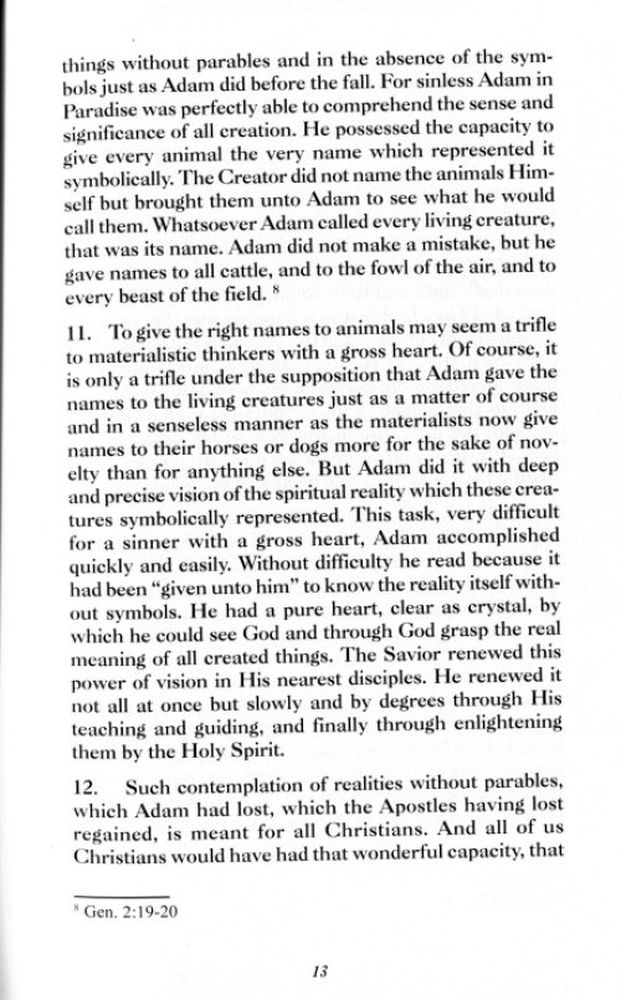 things without parables and in the absence of the sym-
bols just as Adam did before the fall. For sinless Adam in
Paradise was perfectly able to comprehend the sense and
significance of all creation. He possessed the capacity to
give every animal the very name which represented it
symbolically. The Creator did not name the animals Him-
self but brought them unto Adam to see what he would
call them. Whatsoever Adam called every living creature,
that was its name. Adam did not make a mistake, but he
gave names to all cattle, and to the fowl of the air, and to
every beast of the field. 8
11. To give the right names to animals may seem a trifle
to materialistic thinkers with a gross heart. Of course, it
is only a trifle under the supposition that Adam gave the
names to the living creatures just as a matter of course
and in a senseless manner as the materialists now give
names to their horses or dogs more for the sake of nov-
elty than for anything else. But Adam did it with deep
and precise vision of the spiritual reality which these crea-
tures symbolically represented. This task, very difficult
for a sinner with a gross heart, Adam accomplished
quickly and easily. Without difficulty he read because it
had been “given unto him” to know the reality itself with-
out symbols. He had a pure heart, clear as crystal, by
which he could see God and through God grasp the real
meaning of all created things. The Savior renewed this
power of vision in His nearest disciples. He renewed it
not all at once but slowly and by degrees through His
teaching and guiding, and finally through enlightening
them by the Holy Spirit.
12. Such contemplation of realities without parables,
which Adam had lost, which the Apostles having lost
regained, is meant for all Christians. And all of us
Christians would have had that wonderful capacity, that
8 Gen. 2:19-20
13